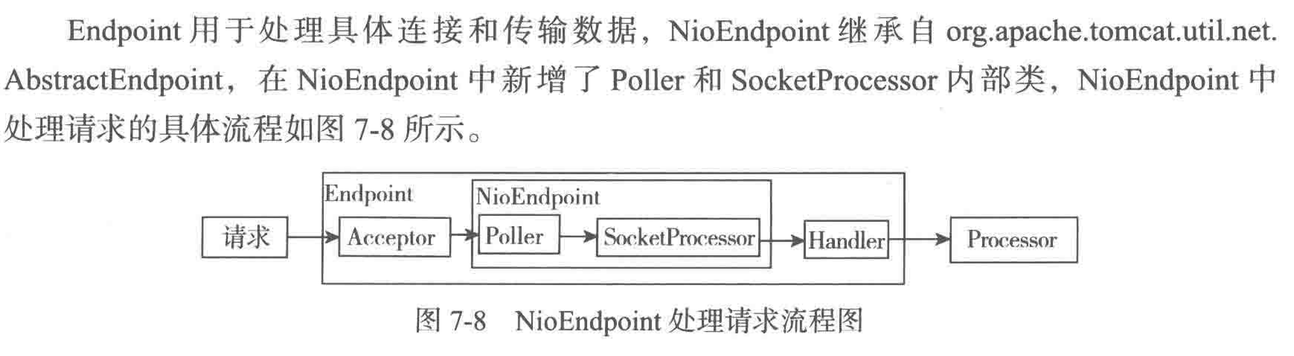 Endpoint 用于处理具体连接和传输数据，NioEndpoint 继承自 org.apache.tomcat.util.net.
AbstractEndpoint，在 NioEndpoint 中新增了 Poller 和 SocketProcessor 内部类，NioEndpoint 中
处理请求的具体流程如图 7-8 所示。
Endpoint
NioEndpoint
请求
Acceptor
Poller
SocketProcessor
Handler
Processor
图 7-8 NioEndpoint 处理请求流程图